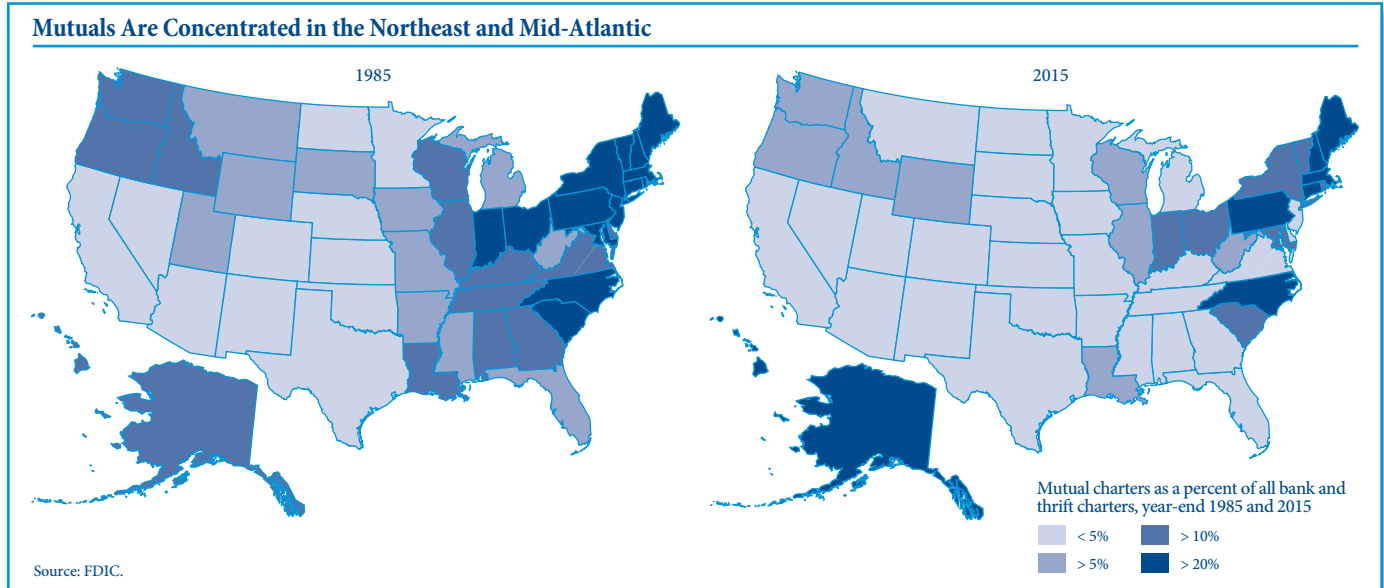 Mutuals Are Concentrated in the Northeast and Mid-Atlantic
1985
2015
Mutual charters as a percent of all bank and
thrift charters, year-end 1985 and 2015
< 5%
> 10%
> 5%
> 20%
Source: FDIC.